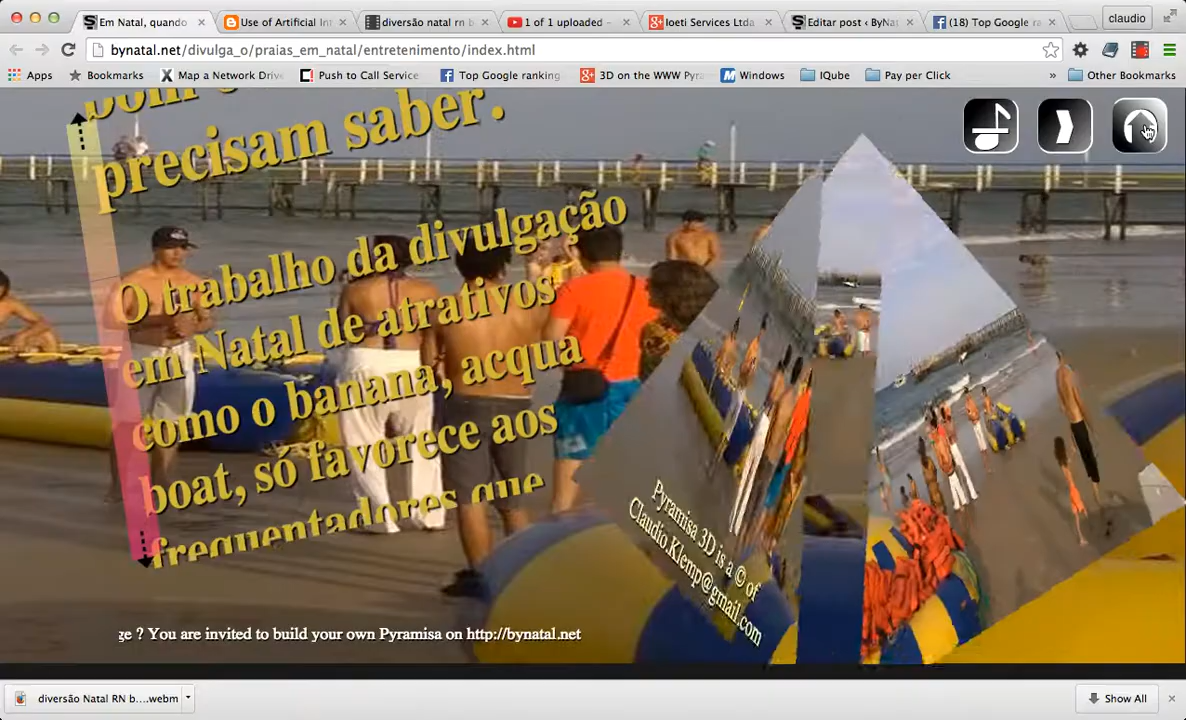 Em Natal, quando
Use of Artificial In
diversão natal rn b
1 of 1 uploaded –
Ioeti Services Ltda
Editar post ‹ ByNat
(18) Top Google ra
claudio
bynatal.net/divulga_o/praias_em_natal/entretenimento/index.html
Apps
Bookmarks
Map a Network Drive
Push to Call Service
Top Google ranking
3D on the WWW Pyra
Windows
IQube
Pay per Click
»
Other Bookmarks
precisam saber.
O trabalho da divulgação
em Natal de atrativos
como o banana, acqua
boat, só favorece aos
frequentadores que
Pyramisa 3D is a © of
Claudio.Klemp@gmail.com
ge ? You are invited to build your own Pyramisa on http://bynatal.net
diversão Natal RN b....webm
Show All